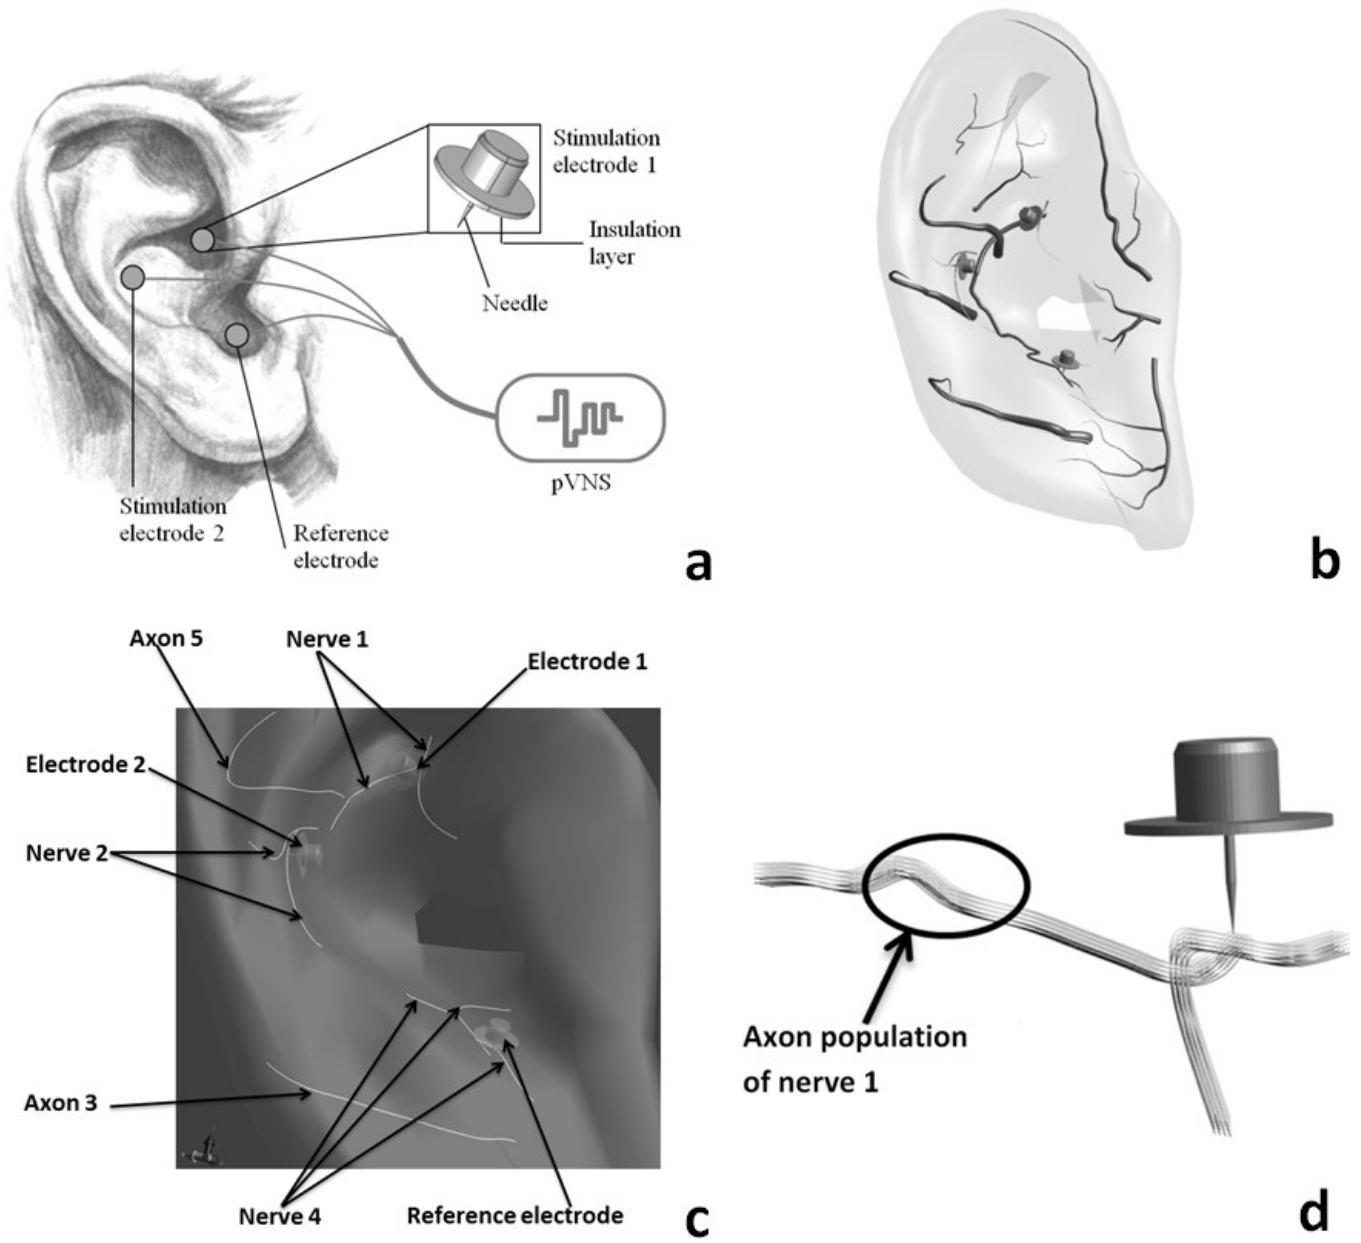 Stimulation
electrode 1
Insulation
layer
Needle
pVNS
Stimulation
electrode 2
Reference
electrode
a
b
Axon 5
Nerve 1
Electrode 1
Electrode 2
Nerve 2
Axon 3
Nerve 4
Reference electrode
c
Axon population
of nerve 1
d